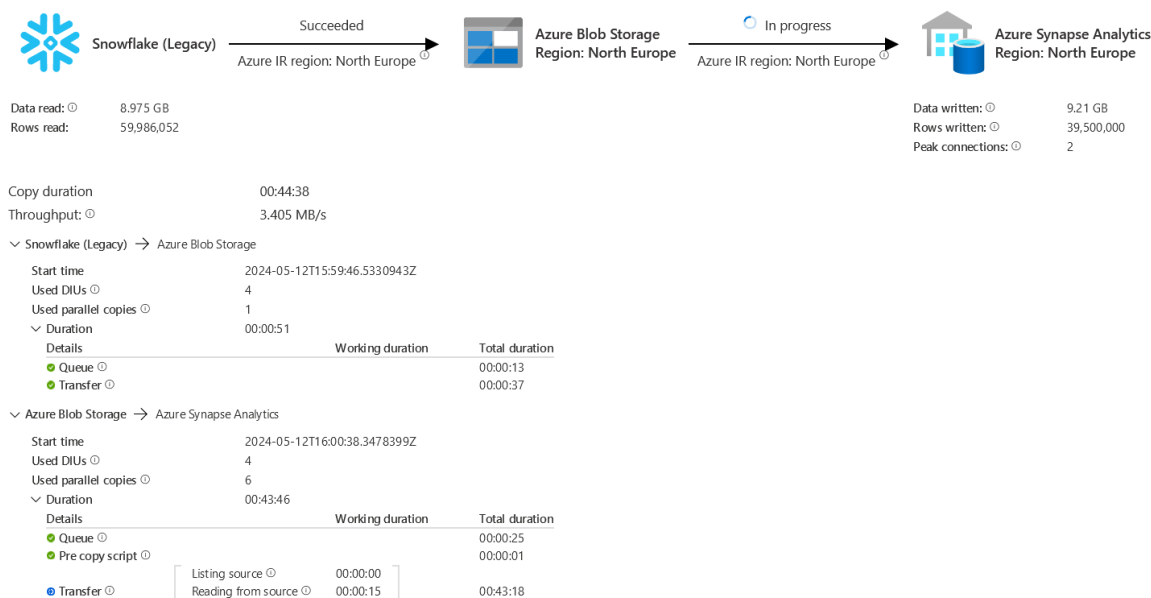 Snowflake (Legacy)
Succeeded
Azure IR region: North Europe
Azure Blob Storage
Region: North Europe
In progress
Azure IR region: North Europe
Azure Synapse Analytics
Region: North Europe
Data read: 8.975 GB
Rows read: 59,986,052
Data written: 9.21 GB
Rows written: 39,500,000
Peak connections: 2
Copy duration 00:44:38
Throughput: 3.405 MB/s
Snowflake (Legacy) → Azure Blob Storage
Start time 2024-05-12T15:59:46.5330943Z
Used DIUs 4
Used parallel copies 1
Duration 00:00:51
Details Working duration Total duration
Queue 00:00:13
Transfer 00:00:37
Azure Blob Storage → Azure Synapse Analytics
Start time 2024-05-12T16:00:38.3478399Z
Used DIUs 4
Used parallel copies 6
Duration 00:43:46
Details Working duration Total duration
Queue 00:00:25
Pre copy script 00:00:01
Listing source 00:00:00
Transfer Reading from source 00:00:15 00:43:18